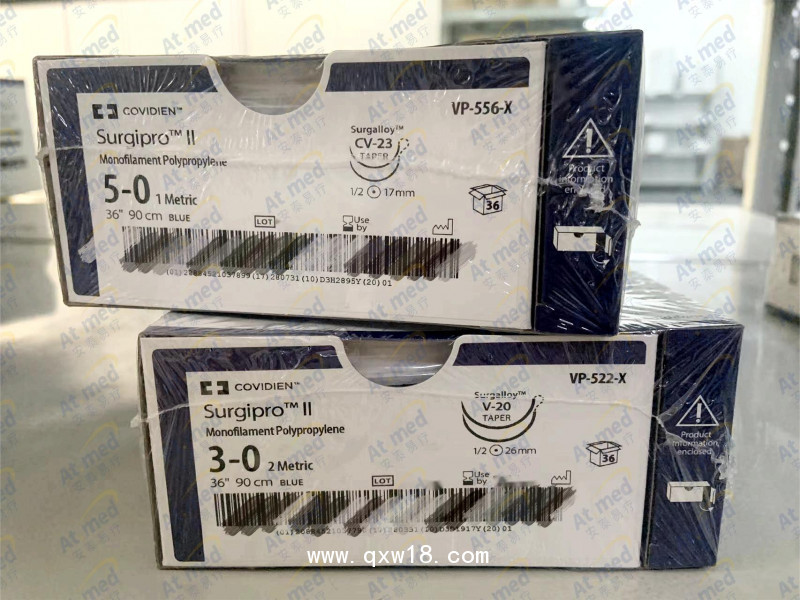 COVIDIEN™
VP-556-X
Surgipro™ II
Monofilament Polypropylene
Surgalloy™
CV-23
TAPER
5-0 1 Metric
1/2 17mm
36" 90 cm BLUE
LOT
Use by
36
Product
information
enclosed
COVIDIEN™
VP-522-X
Surgipro™ II
Monofilament Polypropylene
Surgalloy™
V-20
TAPER
3-0 2 Metric
1/2 26mm
36" 90 cm BLUE
LOT
Use by
36
Product
information
enclosed
www.qxw18.com
At med
安泰医疗